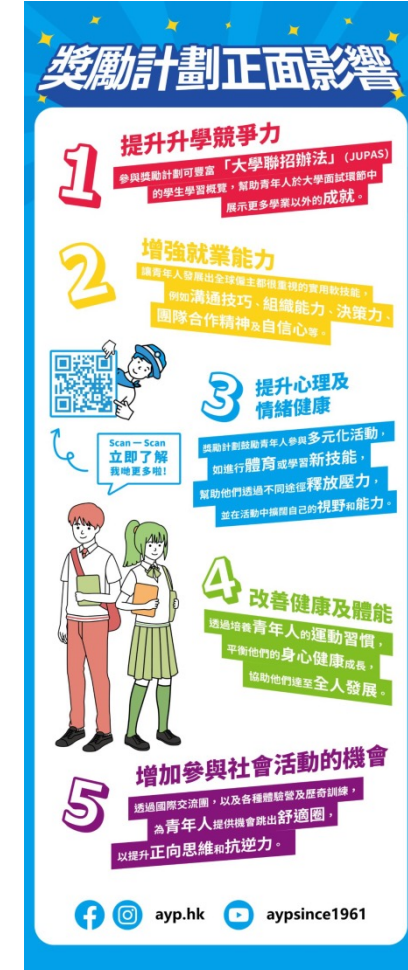 獎勵計劃正面影響
1
提升升學競爭力
參與獎勵計劃可豐富「大學聯招辦法」(JUPAS)
的學生學習概覽,幫助青年人於大學面試環節中
展示更多學業以外的成就。
2
增強就業能力
讓青年人發展出全球僱主都很重視的實用軟技能,
例如溝通技巧、組織能力、決策力、
團隊合作精神及自信心等。
Scan一Scan
立即了解
我哋更多啦!
3
提升心理及
情緒健康
獎勵計劃鼓勵青年人參與多元化活動,
如進行體育或學習新技能,
幫助他們透過不同途徑釋放壓力,
並在活動中擴闊自己的視野和能力。
4
改善健康及體能
透過培養青年人的運動習慣,
平衡他們的身心健康成長,
協助他們達至全人發展。
5
增加參與社會活動的機會
透過國際交流團,以及各種體驗營及歷奇訓練,
為青年人提供機會跳出舒適圈,
以提升正向思維和抗逆力。
ayp.hk
aypsince1961